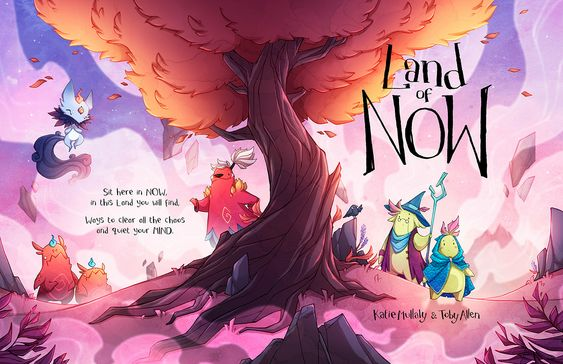 Land
of
NOW
Sit here in NOW,
in this Land you will find,
Ways to clear all the chaos
and quiet your MIND.
Katie Mullaly & Toby Allen